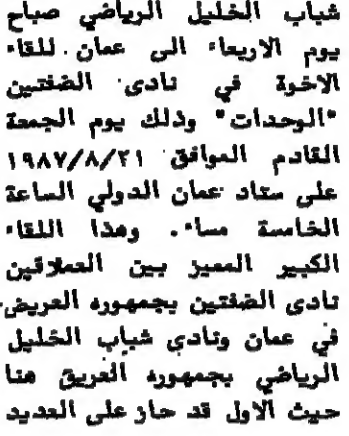 شباب الخليل الرياضي صباح
يوم الاربعاء الى عمان للقاء
الاخوة في نادى الضفتين
"الوحدات" وذلك يوم الجمعة
القادم الموافق ١٩٨٧/٨/٢١
على ستاد عمان الدولي الساعة
الخامسة مساء. وهذا اللقاء
الكبير المميز بين العملاقين
نادى الضفتين بجمهوره العريض
في عمان ونادي شباب الخليل
الرياضي بجمهوره العريق هنا
حيث الاول قد حاز على العديد